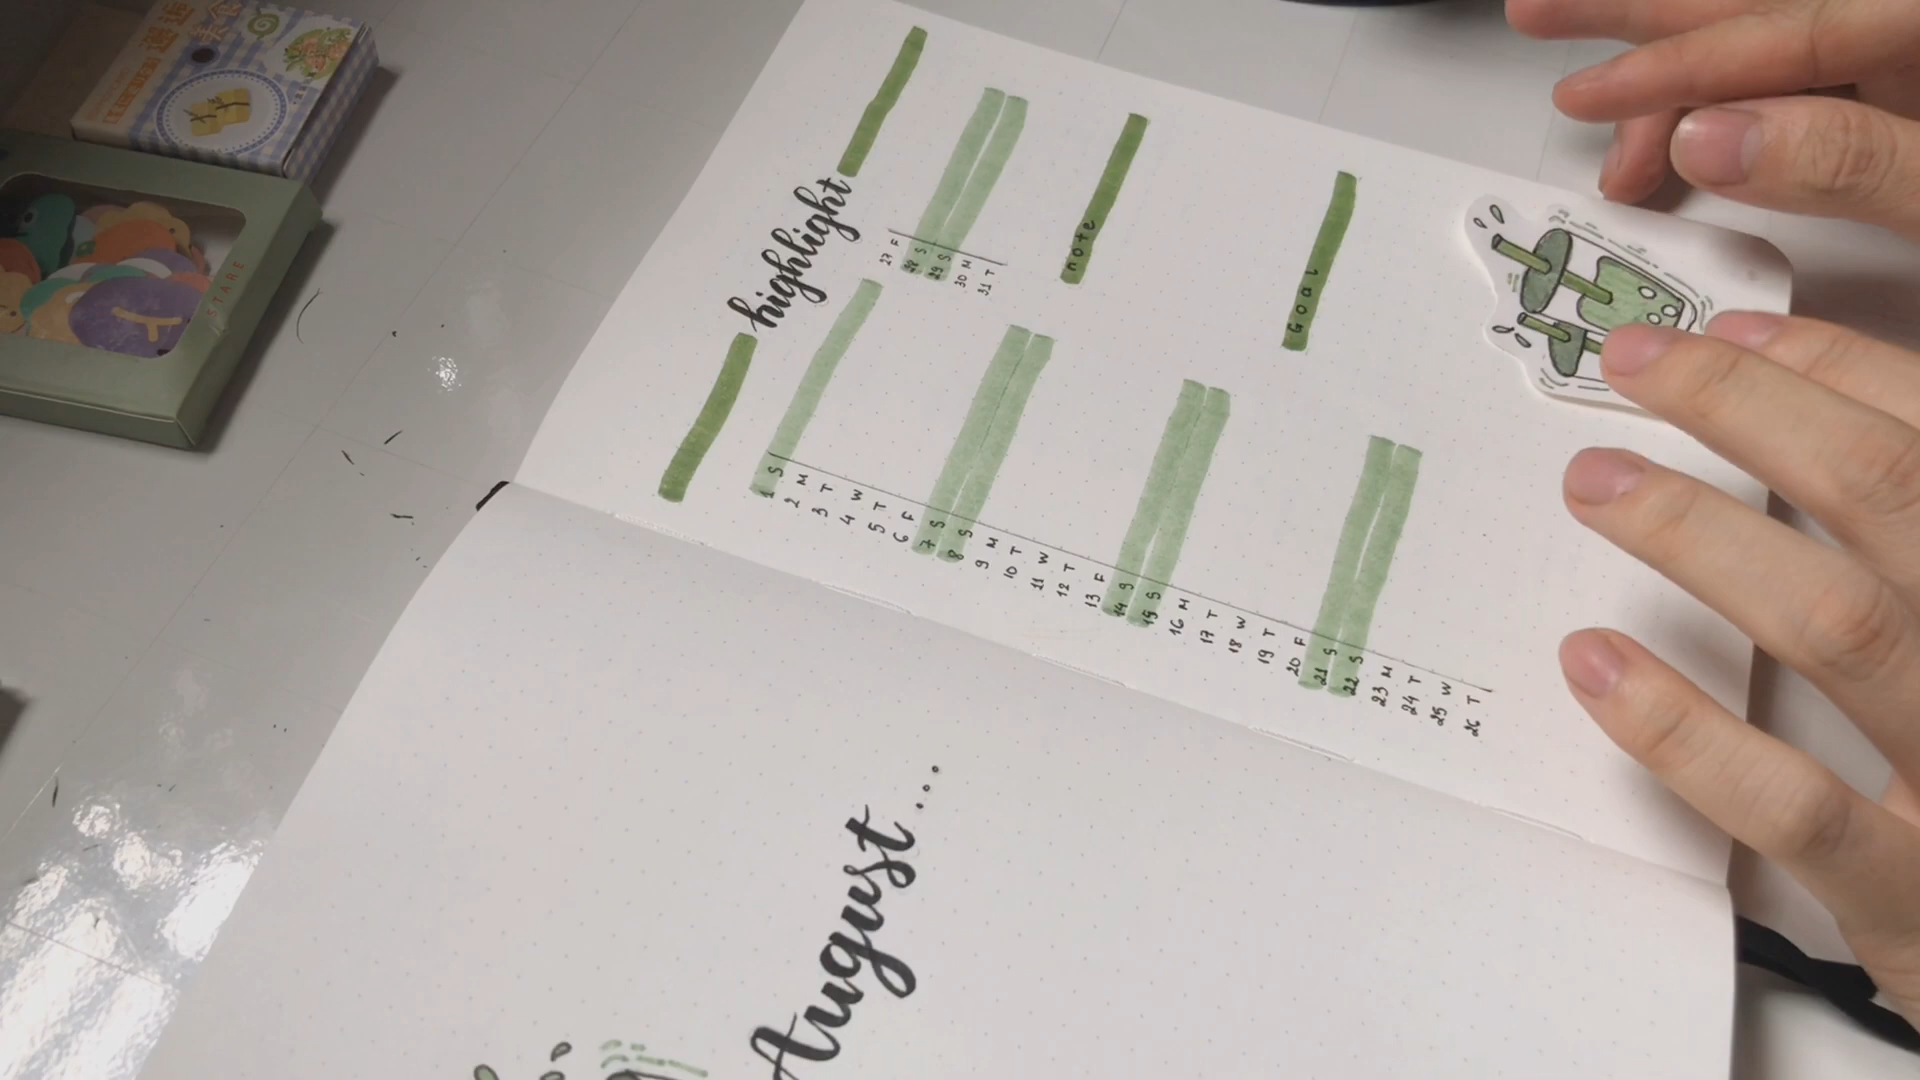 highlight
1 S
2 M
3 T
4 W
5 T
6 F
7 S
8 S
9 M
10 T
11 W
12 T
13 F
14 S
15 S
16 M
17 T
18 W
19 T
20 F
21 S
22 S
23 M
24 T
25 W
26 T
27 F
28 S
29 S
30 M
31 T
note
Goal
August...
STARE